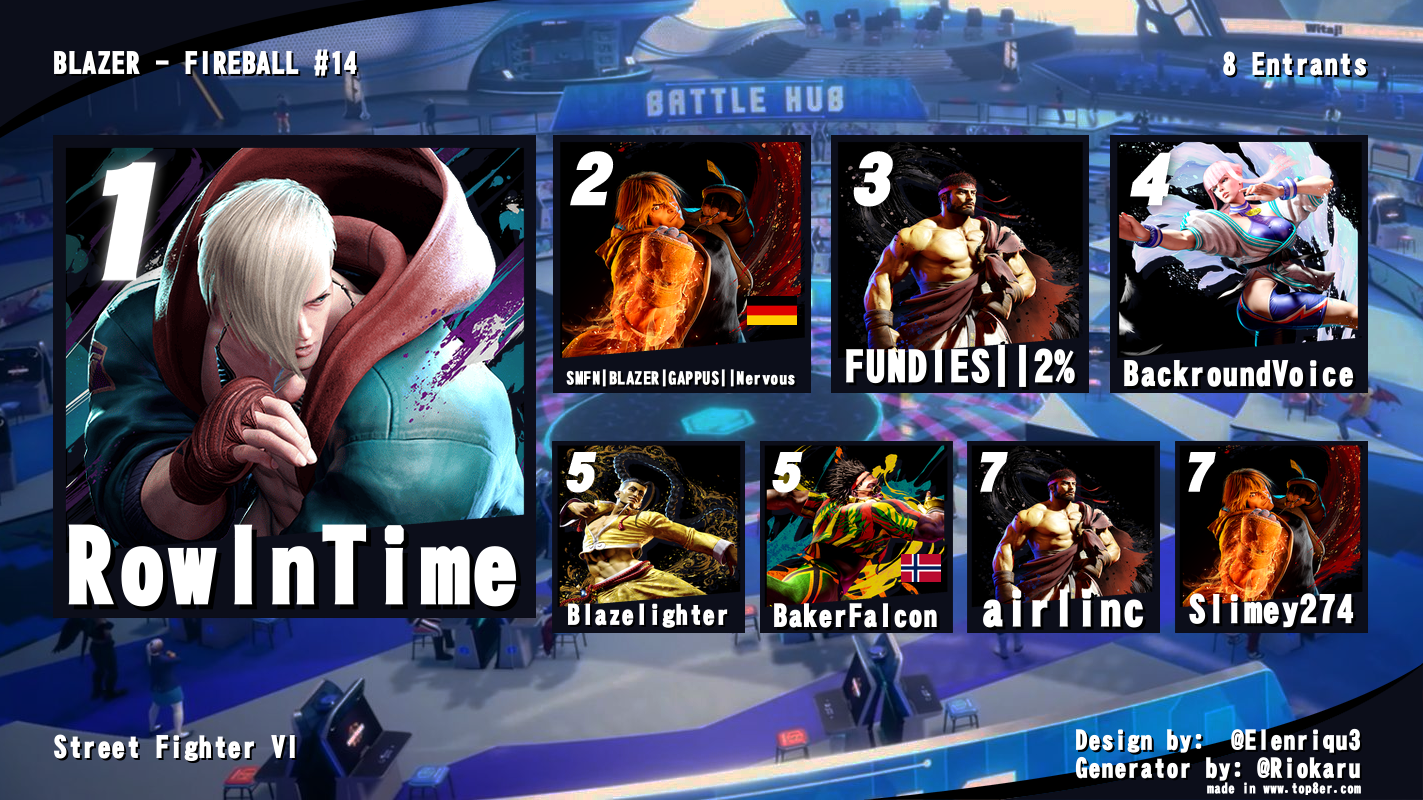 BLAZER - FIREBALL #14
8 Entrants
Witaj!
BATTLE HUB
1
RowInTime
2
SMFN|BLAZER|GAPPUS||Nervous
3
FUNDIES||2%
4
BackroundVoice
5
Blazelighter
5
BakerFalcon
7
airlinc
7
Slimey274
Street Fighter VI
Design by: @Elenriqu3
Generator by: @Riokaru
made in www.top8er.com